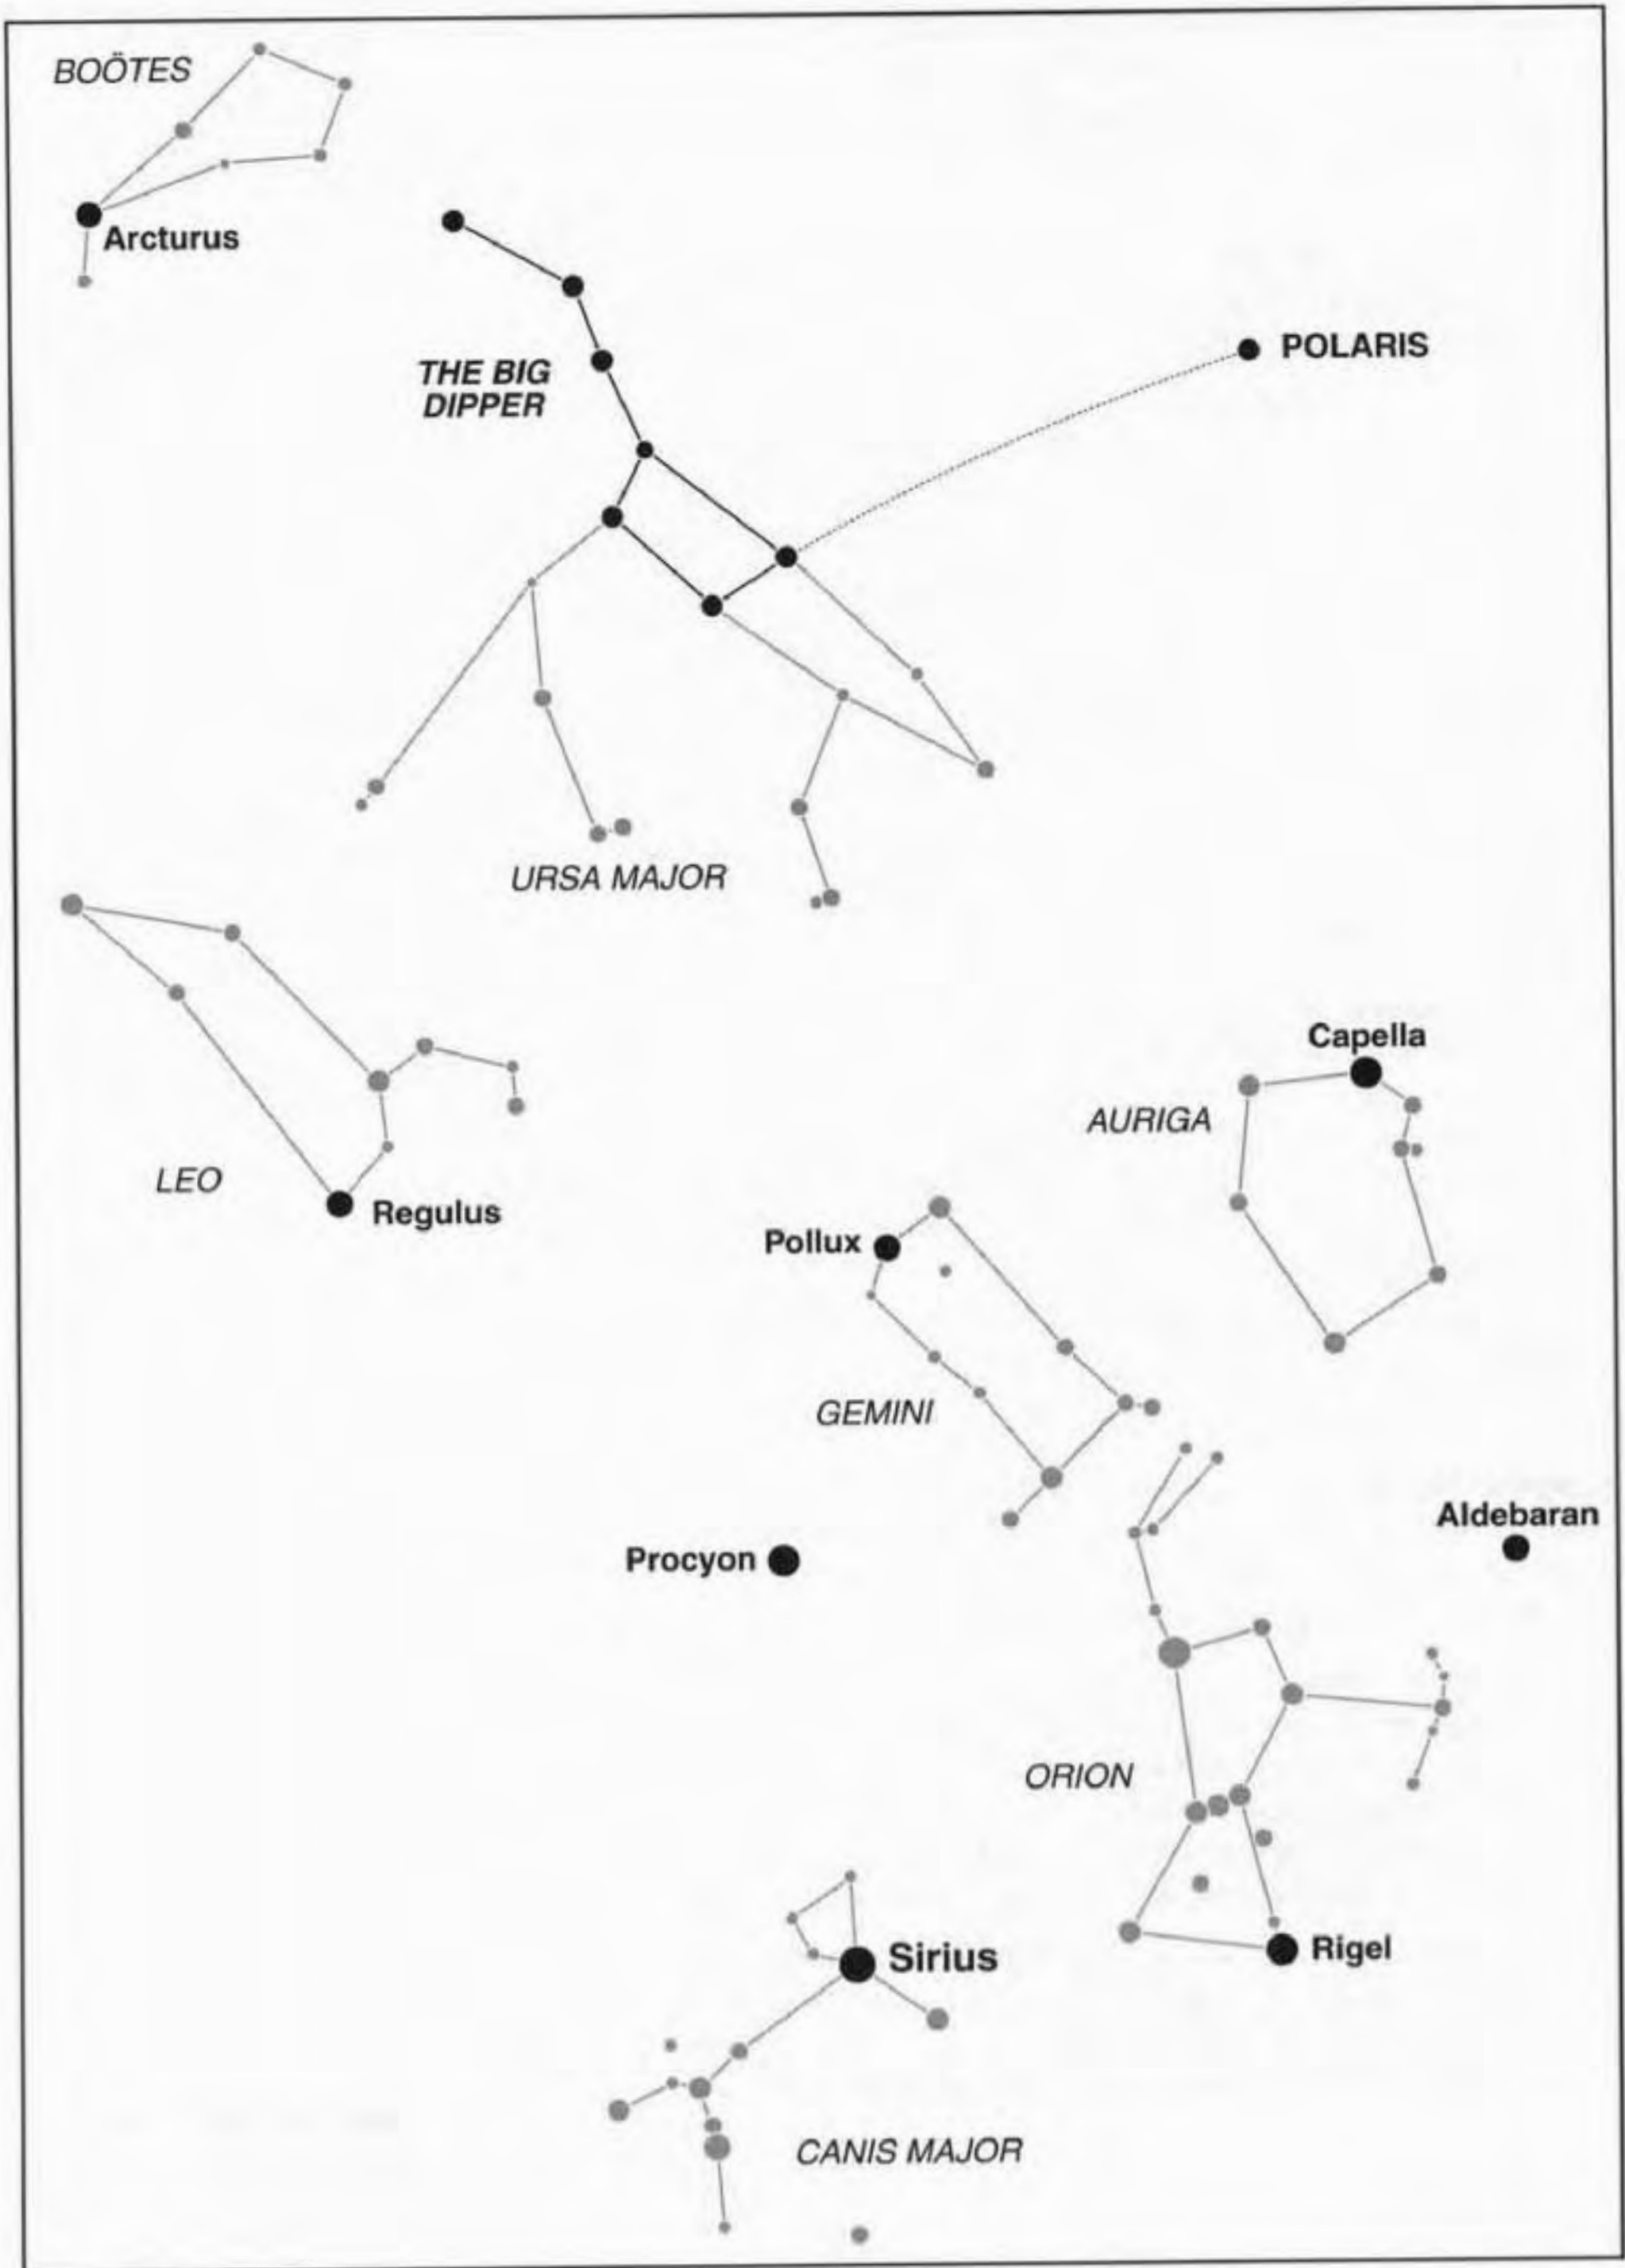 BOÖTES
Arcturus
POLARIS
THE BIG
DIPPER
URSA MAJOR
Capella
AURIGA
LEO
Regulus
Pollux
GEMINI
Aldebaran
Procyon
ORION
Sirius
Rigel
CANIS MAJOR